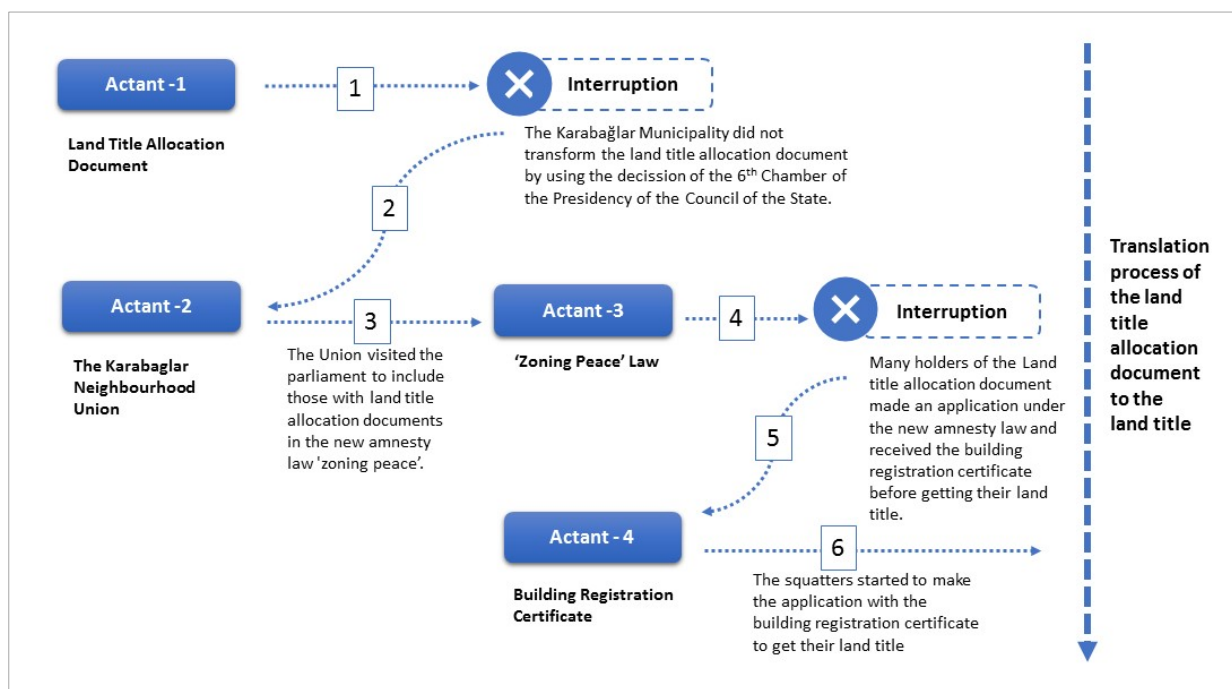 Actant -1
1
Interruption
Land Title Allocation
Document
The Karabağlar Municipality did not
transform the land title allocation document
by using the decission of the 6th Chamber of
the Presidency of the Council of the State.
2
Actant -2
3
Actant -3
4
Interruption
The Karabaglar
Neighbourhood
Union
The Union visited the
parliament to include
those with land title
allocation documents
in the new amnesty
law 'zoning peace’.
‘Zoning Peace’ Law
Many holders of the Land
title allocation document
made an application under
the new amnesty law and
received the building
registration certificate
before getting their land
title.
5
Actant - 4
6
Building Registration
Certificate
The squatters started to make
the application with the
building registration certificate
to get their land title
Translation
process of
the land
title
allocation
document
to the
land title